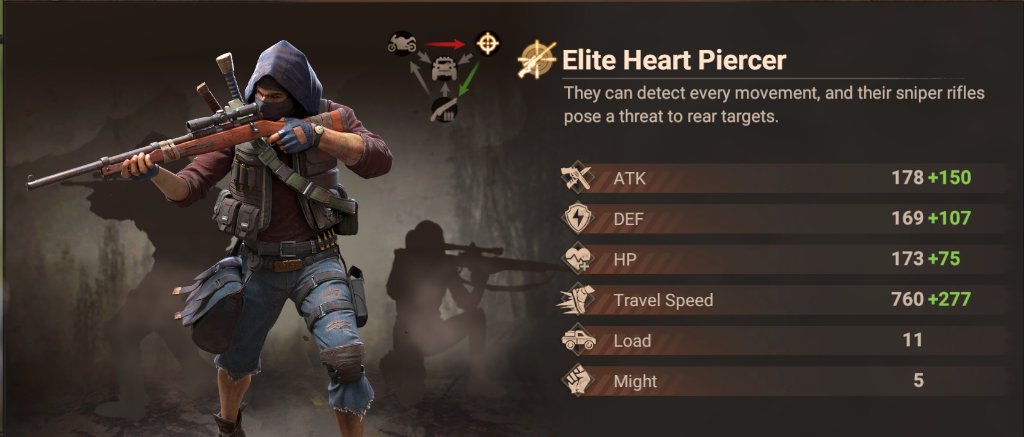 Elite Heart Piercer
They can detect every movement, and their sniper rifles
pose a threat to rear targets.
ATK 178 +150
DEF 169 +107
HP 173 +75
Travel Speed 760 +277
Load 11
Might 5